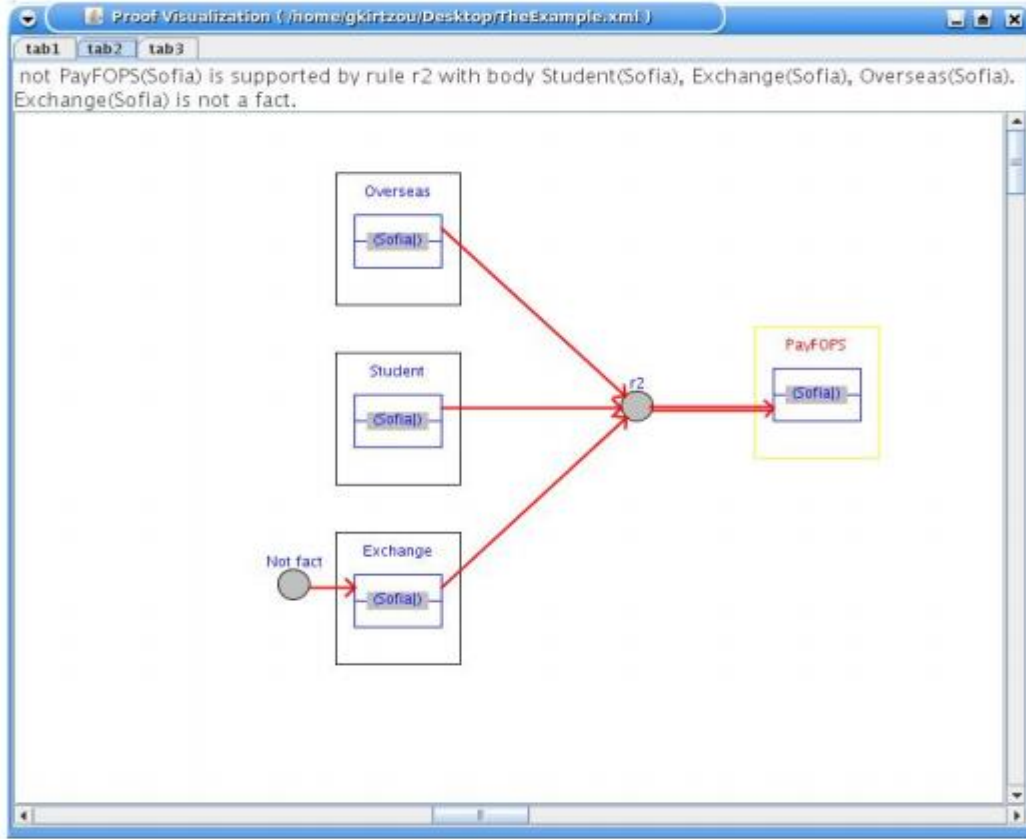 Proof Visualization ( /home/gkirtzou/Desktop/TheExample.xml )
tab1 tab2 tab3
not PayFOPS(Sofia) is supported by rule r2 with body Student(Sofia), Exchange(Sofia), Overseas(Sofia).
Exchange(Sofia) is not a fact.
Overseas
(Sofia|)
PayFOPS
(Sofia|)
Student
(Sofia|)
r2
Exchange
(Sofia|)
Not fact